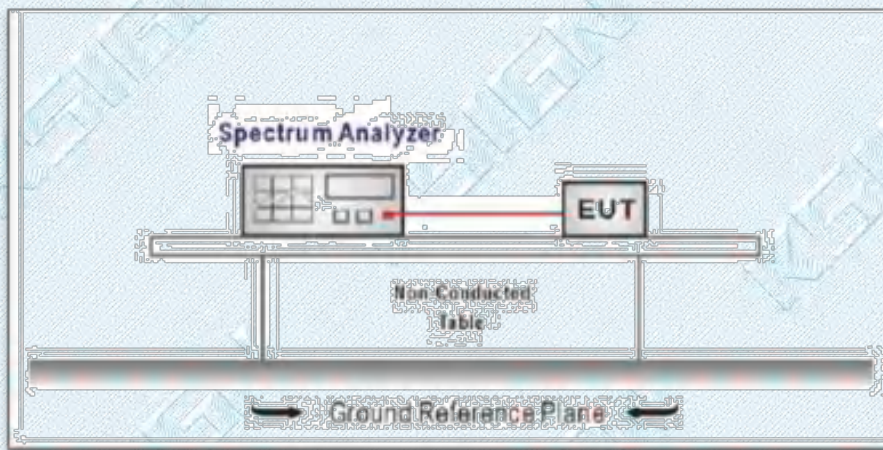 Spectrum Analyzer
EUT
Non-Conducted
Table
Ground Reference Plane